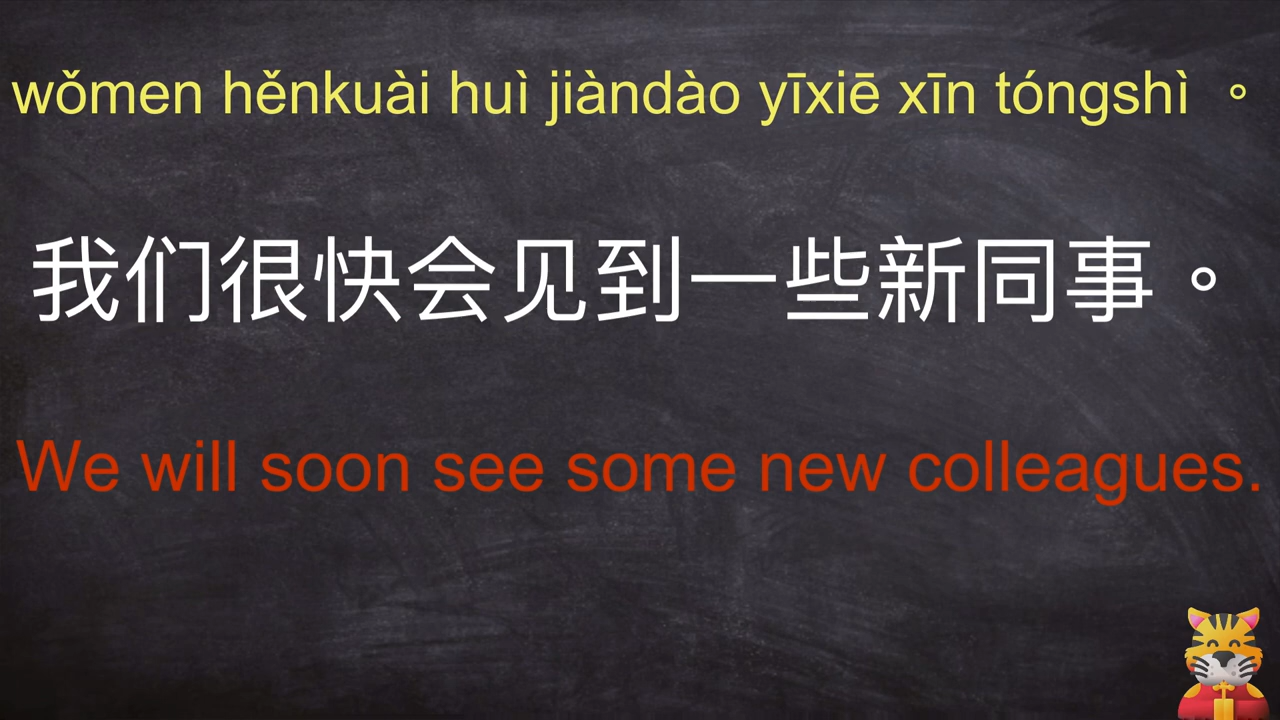 wǒmen hěnkuài huì jiàndào yīxiē xīn tóngshì 。
我们很快会见到一些新同事。
We will soon see some new colleagues.